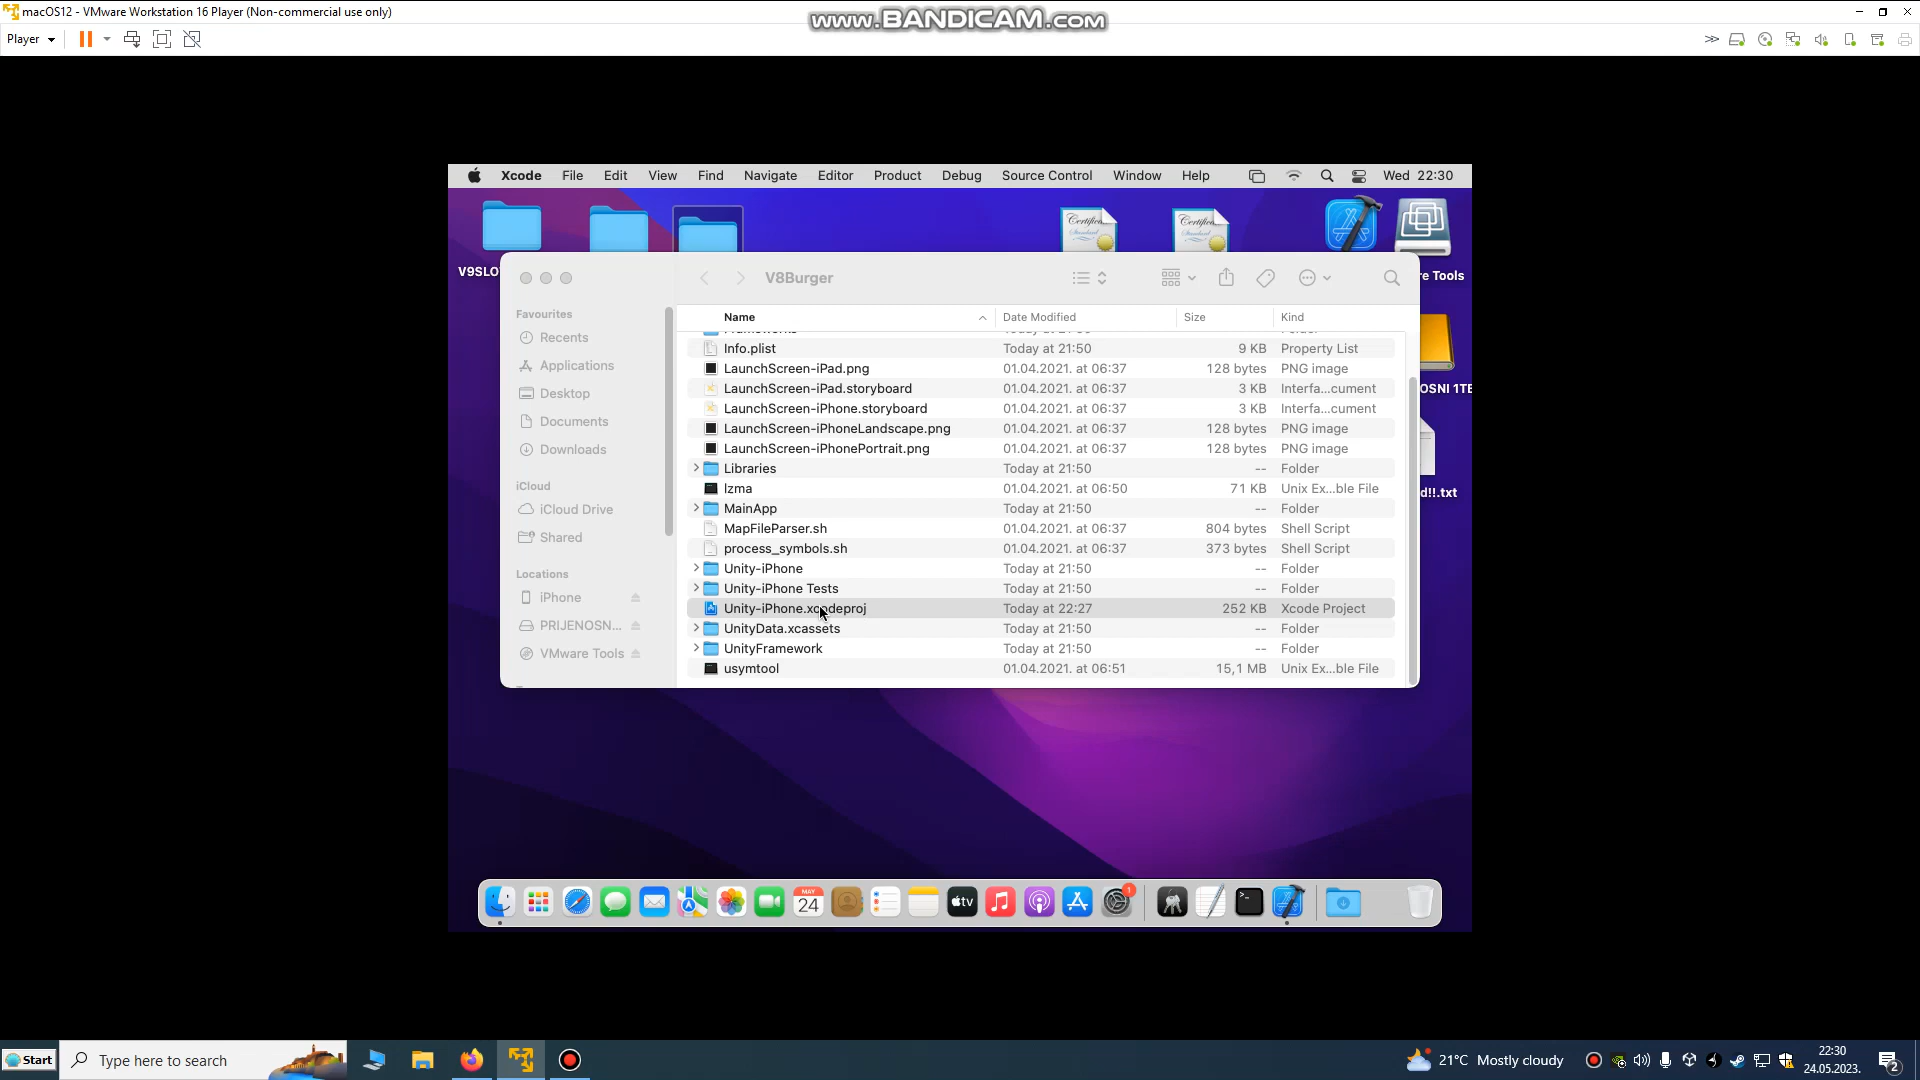 macOS12 - VMware Workstation 16 Player (Non-commercial use only)
www.BANDICAM.com
Player
Xcode File Edit View Find Navigate Editor Product Debug Source Control Window Help Wed 22:30
V9SLO
re Tools
OSNI 1TE
d!!.txt
V8Burger
Favourites
Recents
Applications
Desktop
Documents
Downloads
iCloud
iCloud Drive
Shared
Locations
iPhone
PRIJENOSN...
VMware Tools
Name Date Modified Size Kind
Info.plist Today at 21:50 9 KB Property List
LaunchScreen-iPad.png 01.04.2021. at 06:37 128 bytes PNG image
LaunchScreen-iPad.storyboard 01.04.2021. at 06:37 3 KB Interfa...cument
LaunchScreen-iPhone.storyboard 01.04.2021. at 06:37 3 KB Interfa...cument
LaunchScreen-iPhoneLandscape.png 01.04.2021. at 06:37 128 bytes PNG image
LaunchScreen-iPhonePortrait.png 01.04.2021. at 06:37 128 bytes PNG image
Libraries Today at 21:50 -- Folder
lzma 01.04.2021. at 06:50 71 KB Unix Ex...ble File
MainApp Today at 21:50 -- Folder
MapFileParser.sh 01.04.2021. at 06:37 804 bytes Shell Script
process_symbols.sh 01.04.2021. at 06:37 373 bytes Shell Script
Unity-iPhone Today at 21:50 -- Folder
Unity-iPhone Tests Today at 21:50 -- Folder
Unity-iPhone.xcodeproj Today at 22:27 252 KB Xcode Project
UnityData.xcassets Today at 21:50 -- Folder
UnityFramework Today at 21:50 -- Folder
usymtool 01.04.2021. at 06:51 15,1 MB Unix Ex...ble File
MAY
24
tv
1
Start
Type here to search
21°C Mostly cloudy
22:30
24.05.2023.
2